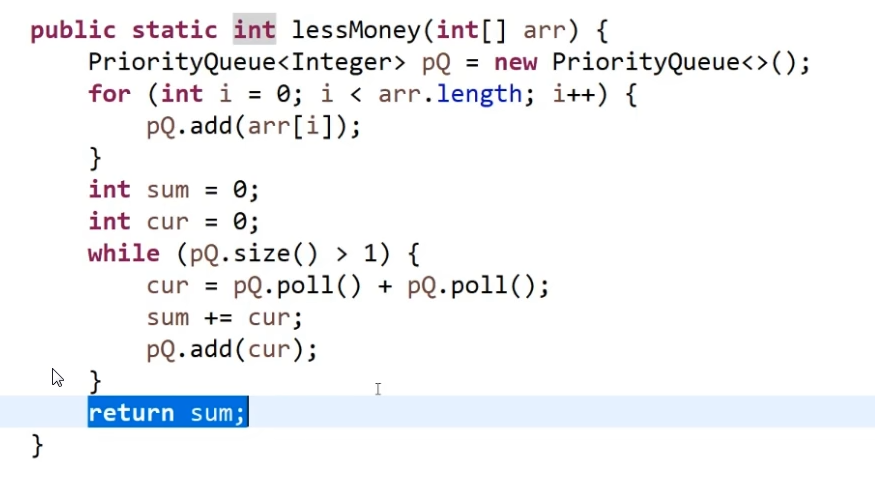 public static int lessMoney(int[] arr) {
PriorityQueue<Integer> pQ = new PriorityQueue<>();
for (int i = 0; i < arr.length; i++) {
pQ.add(arr[i]);
}
int sum = 0;
int cur = 0;
while (pQ.size() > 1) {
cur = pQ.poll() + pQ.poll();
sum += cur;
pQ.add(cur);
}
return sum;
}